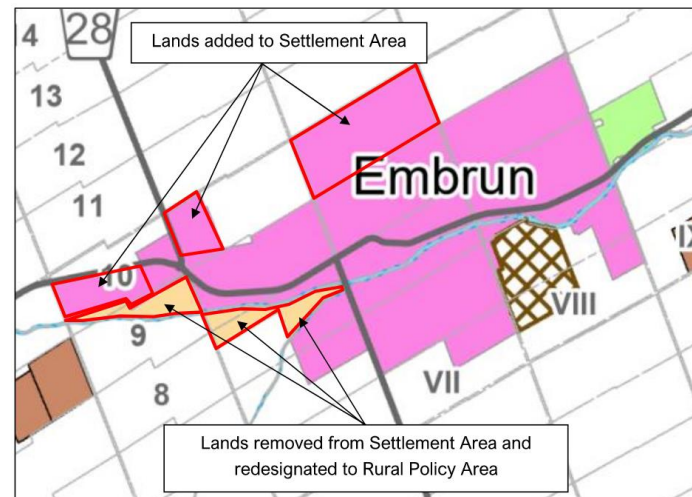 14
28
Lands added to Settlement Area
13
12
Embrun
11
10
9
VIII
8
VII
Lands removed from Settlement Area and
redesignated to Rural Policy Area